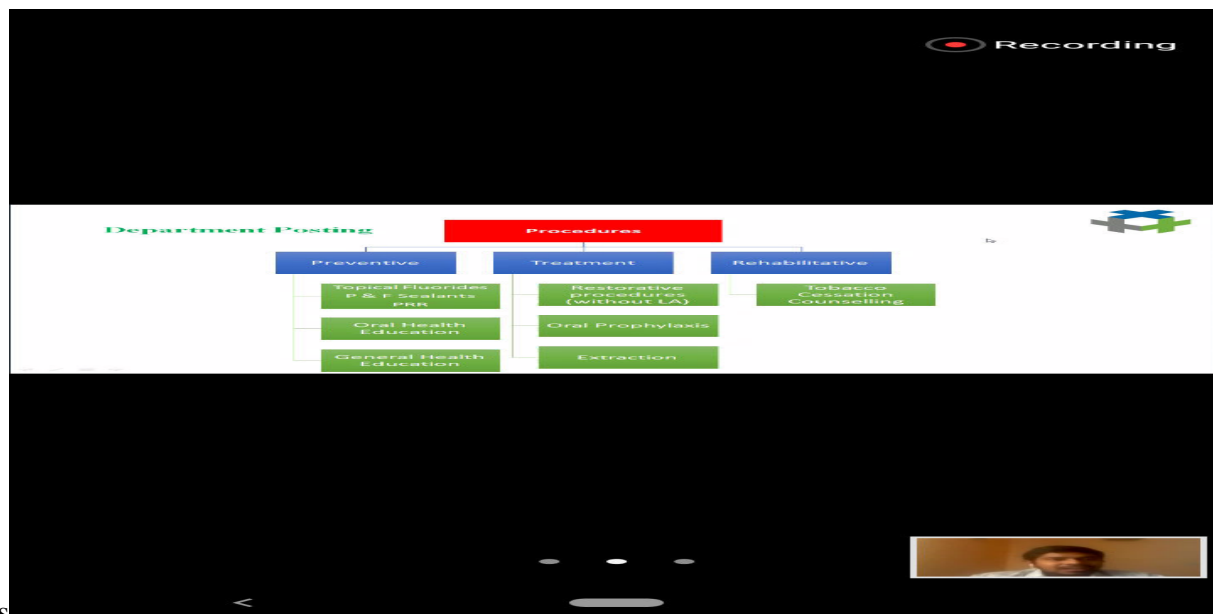 Recording
Department Posting
Procedures
Preventive
Treatment
Rehabilitative
Topical Fluorides
P & F Sealants
PRR
Oral Health
Education
General Health
Education
Restorative
procedures
(without LA)
Oral Prophylaxis
Extraction
Tobacco
Cessation
Counselling
s